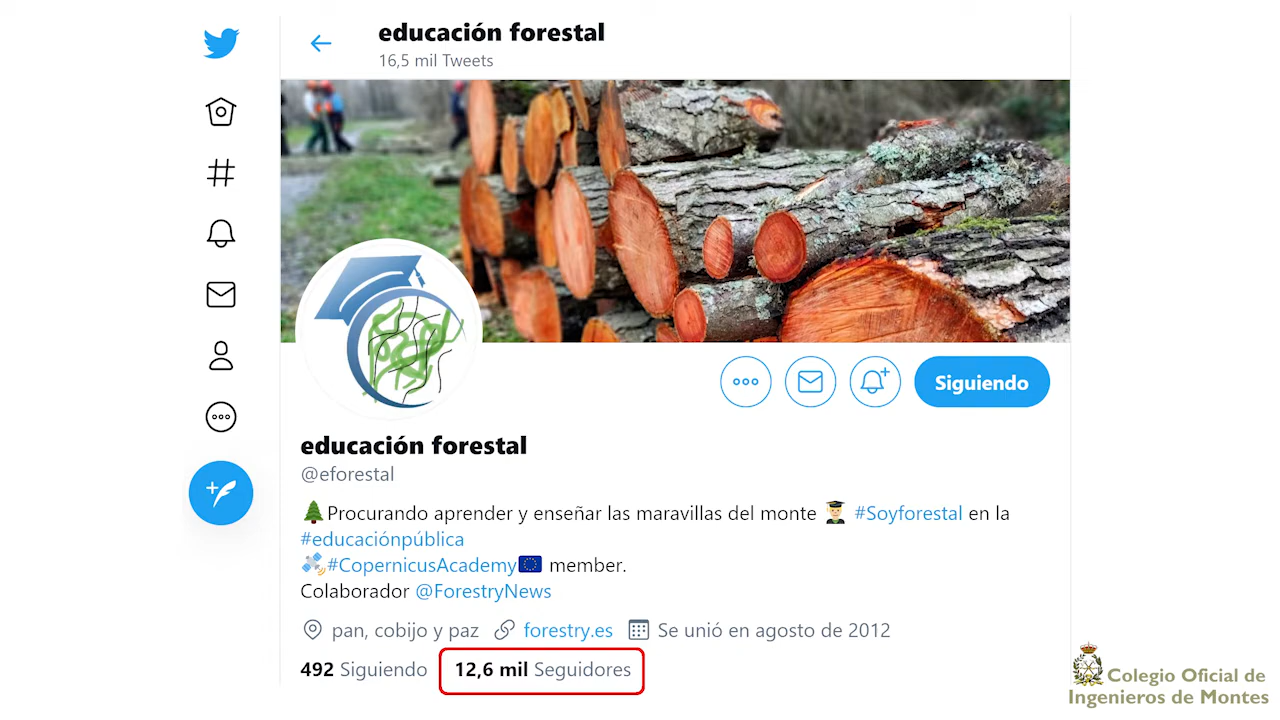 educación forestal
16,5 mil Tweets
Siguiendo
educación forestal
@eforestal
🌲Procurando aprender y enseñar las maravillas del monte 👨🏼‍🎓 #Soyforestal en la
#educaciónpública
🛰️#CopernicusAcademy🇪🇺 member.
Colaborador @ForestryNews
pan, cobijo y paz forestry.es Se unió en agosto de 2012
492 Siguiendo 12,6 mil Seguidores
Colegio Oficial de
Ingenieros de Montes